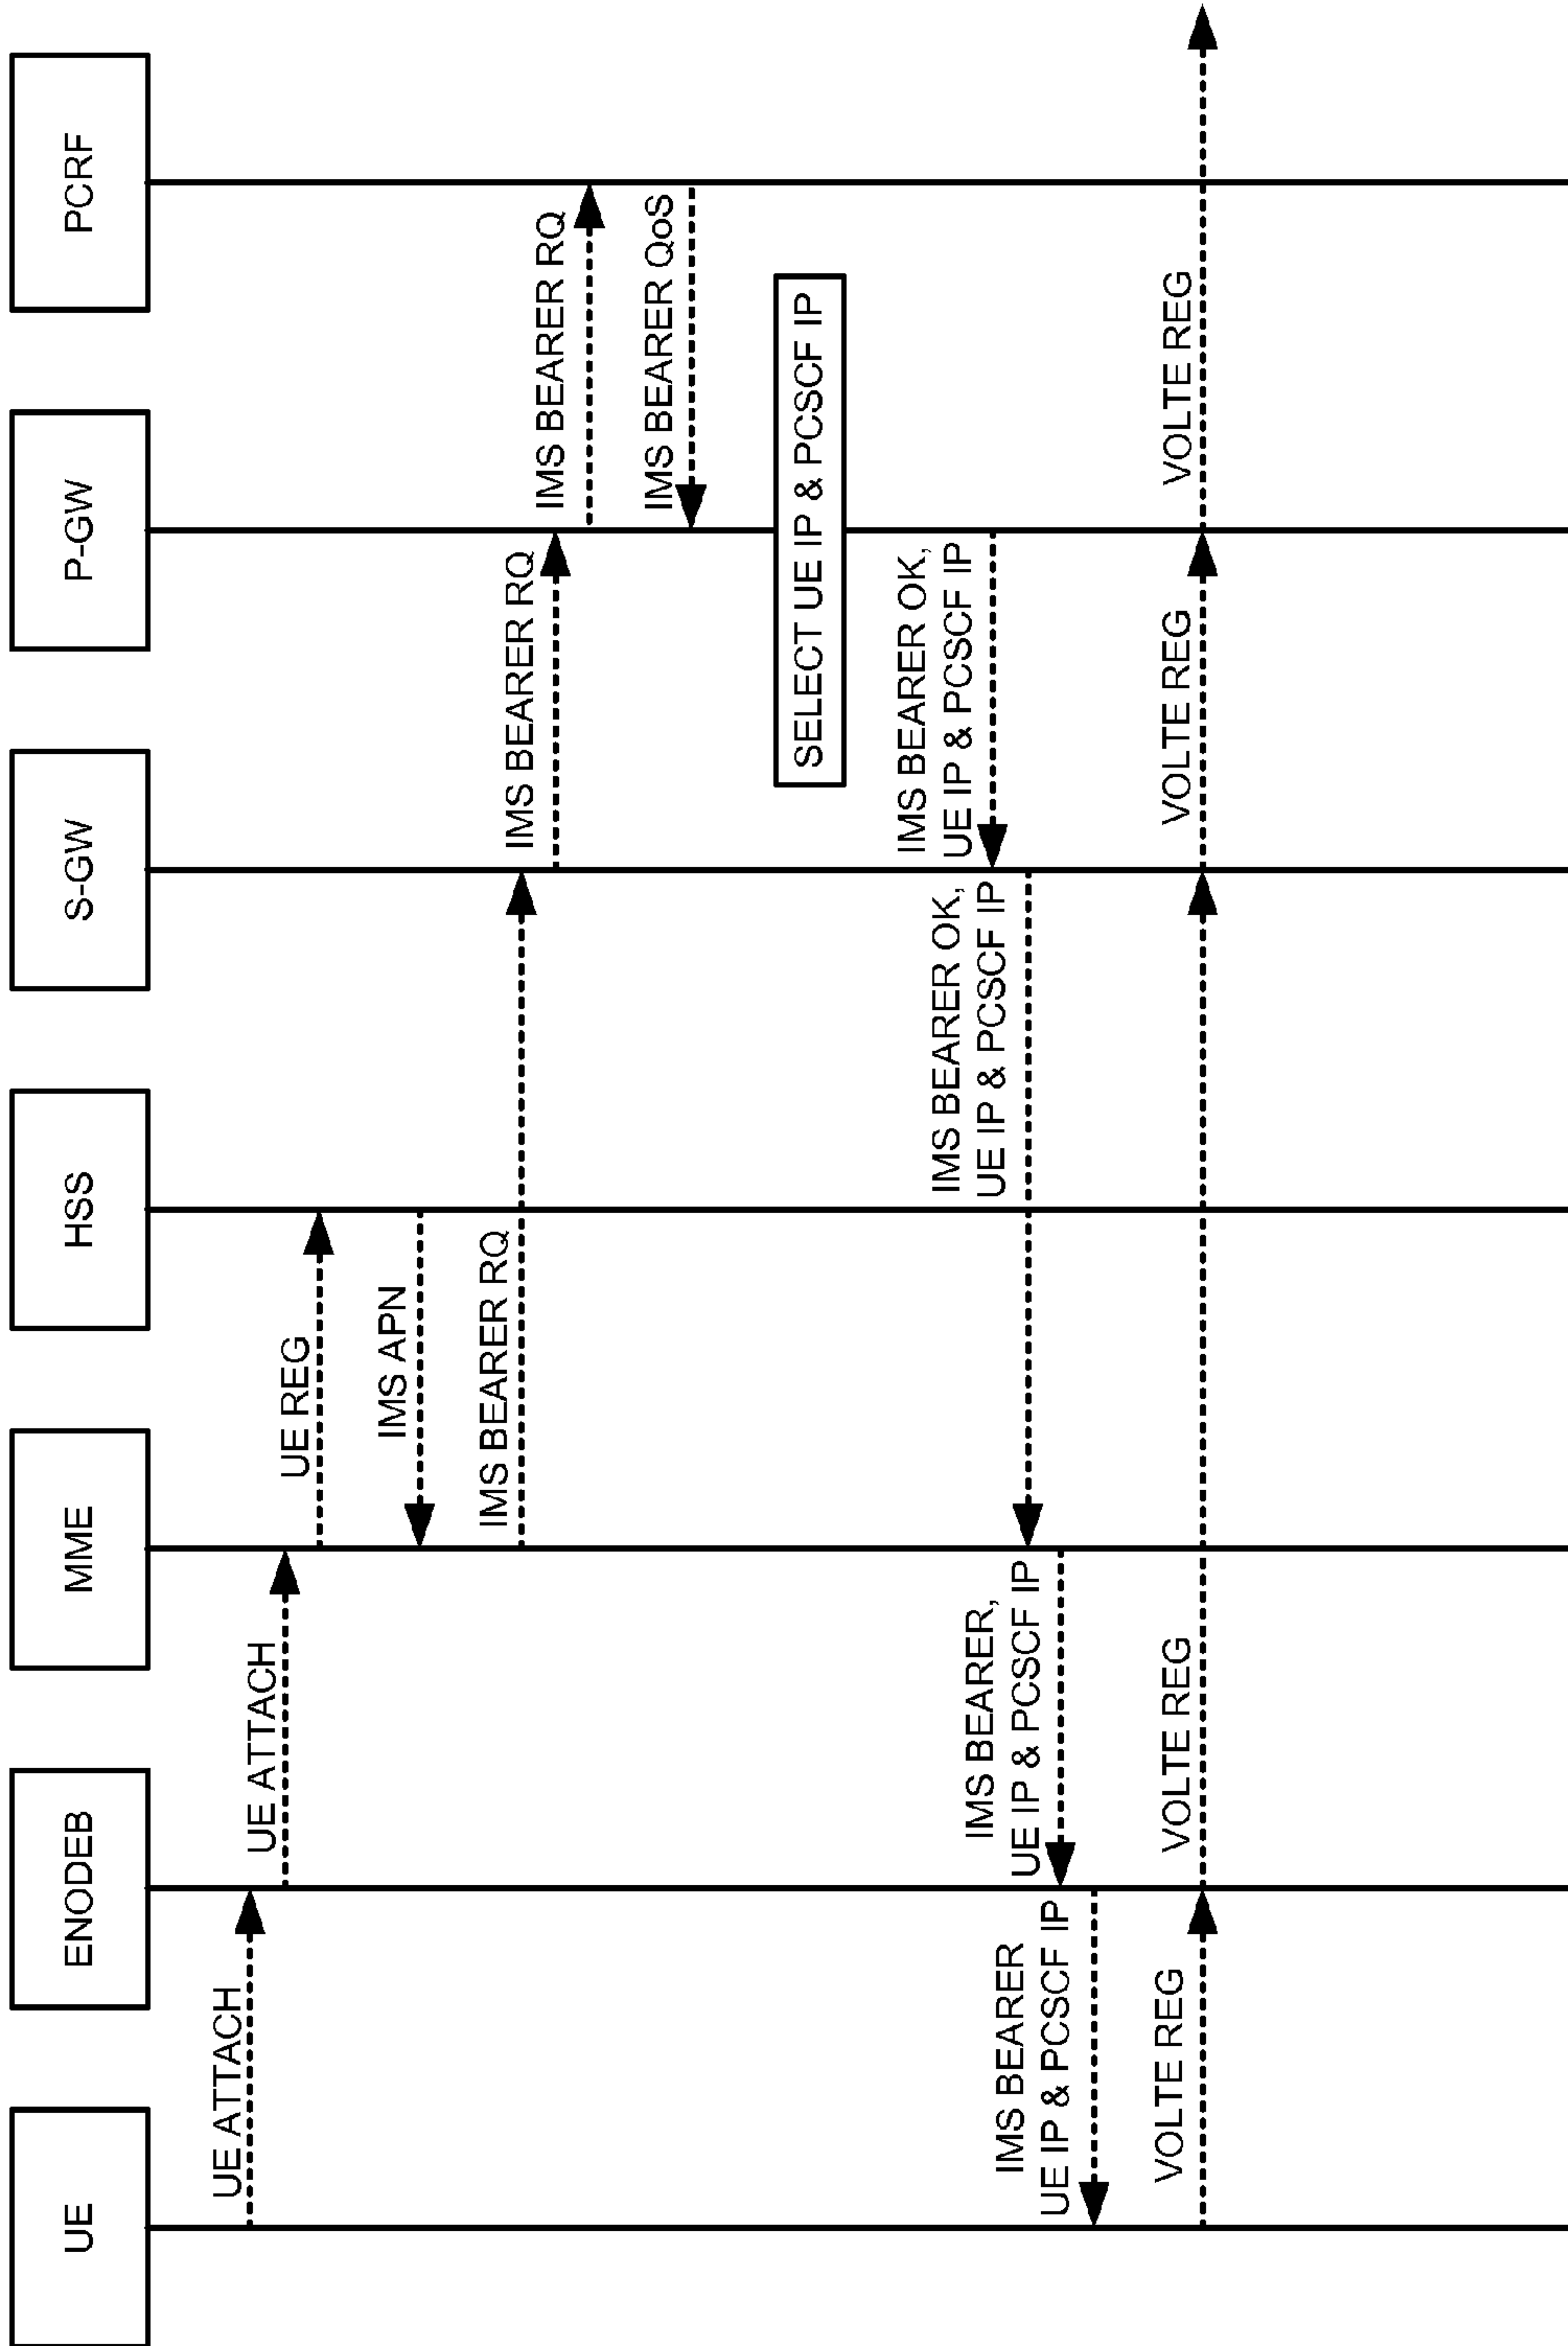 UE
ENODEB
MME
HSS
S-GW
P-GW
PCRF
UE ATTACH
UE ATTACH
UE REG
IMS APN
IMS BEARER RQ
IMS BEARER RQ
IMS BEARER RQ
IMS BEARER QoS
SELECT UE IP & PCSCF IP
IMS BEARER OK,
UE IP & PCSCF IP
IMS BEARER OK,
UE IP & PCSCF IP
IMS BEARER,
UE IP & PCSCF IP
IMS BEARER
UE IP & PCSCF IP
VOLTE REG
VOLTE REG
VOLTE REG
VOLTE REG